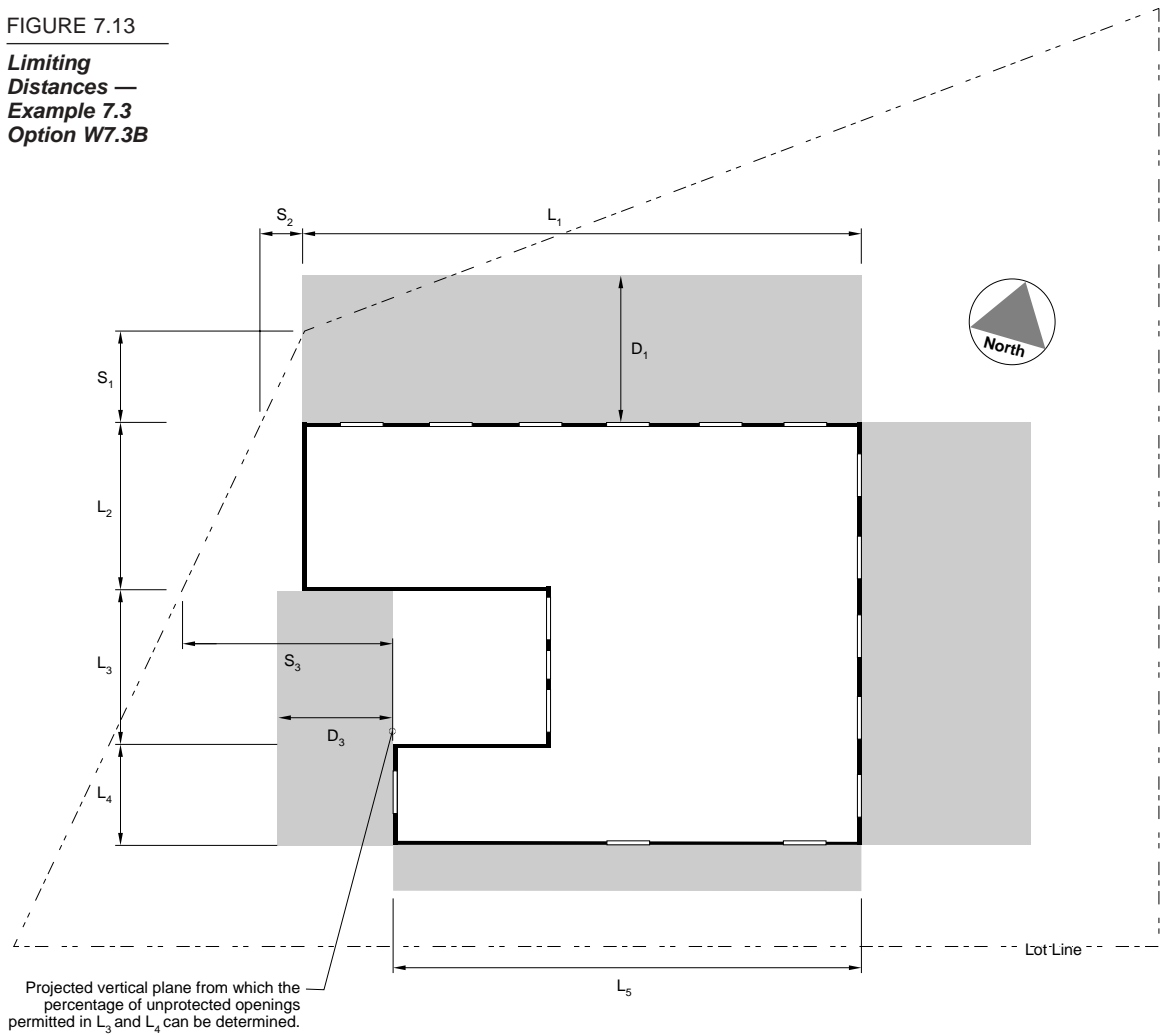 FIGURE 7.13
Limiting
Distances —
Example 7.3
Option W7.3B
S₂
L₁
D₁
North
S₁
L₂
L₃
S₃
D₃
L₄
Lot Line
L₅
Projected vertical plane from which the
percentage of unprotected openings
permitted in L₃ and L₄ can be determined.